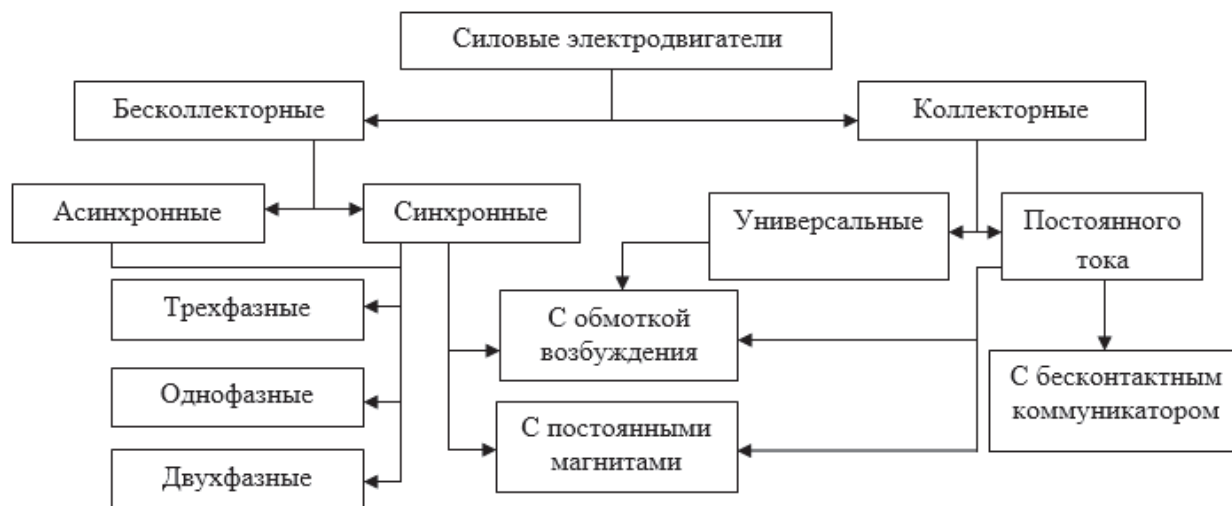 Силовые электродвигатели
Бесколлекторные
Коллекторные
Асинхронные
Синхронные
Универсальные
Постоянного
тока
Трехфазные
С обмоткой
возбуждения
Однофазные
С бесконтактным
коммуникатором
С постоянными
магнитами
Двухфазные